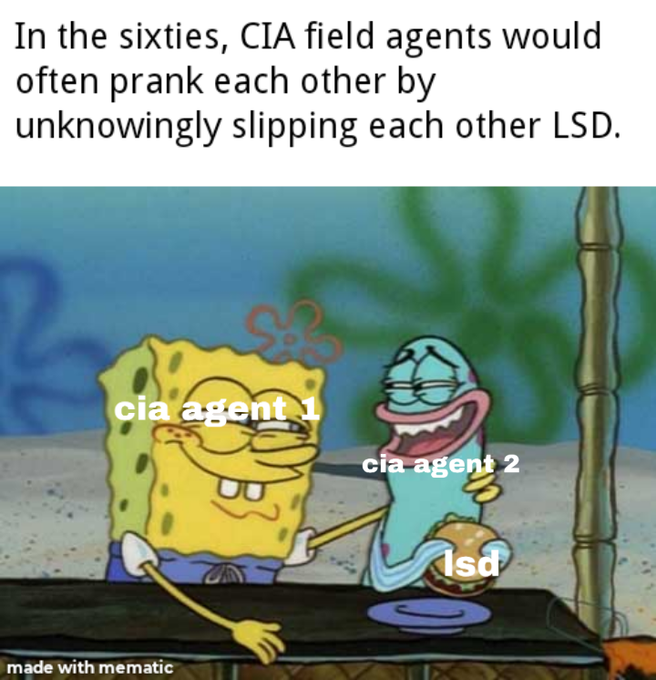 In the sixties, CIA field agents would
often prank each other by
unknowingly slipping each other LSD.
cia agent 1
cia agent 2
lsd
made with mematic